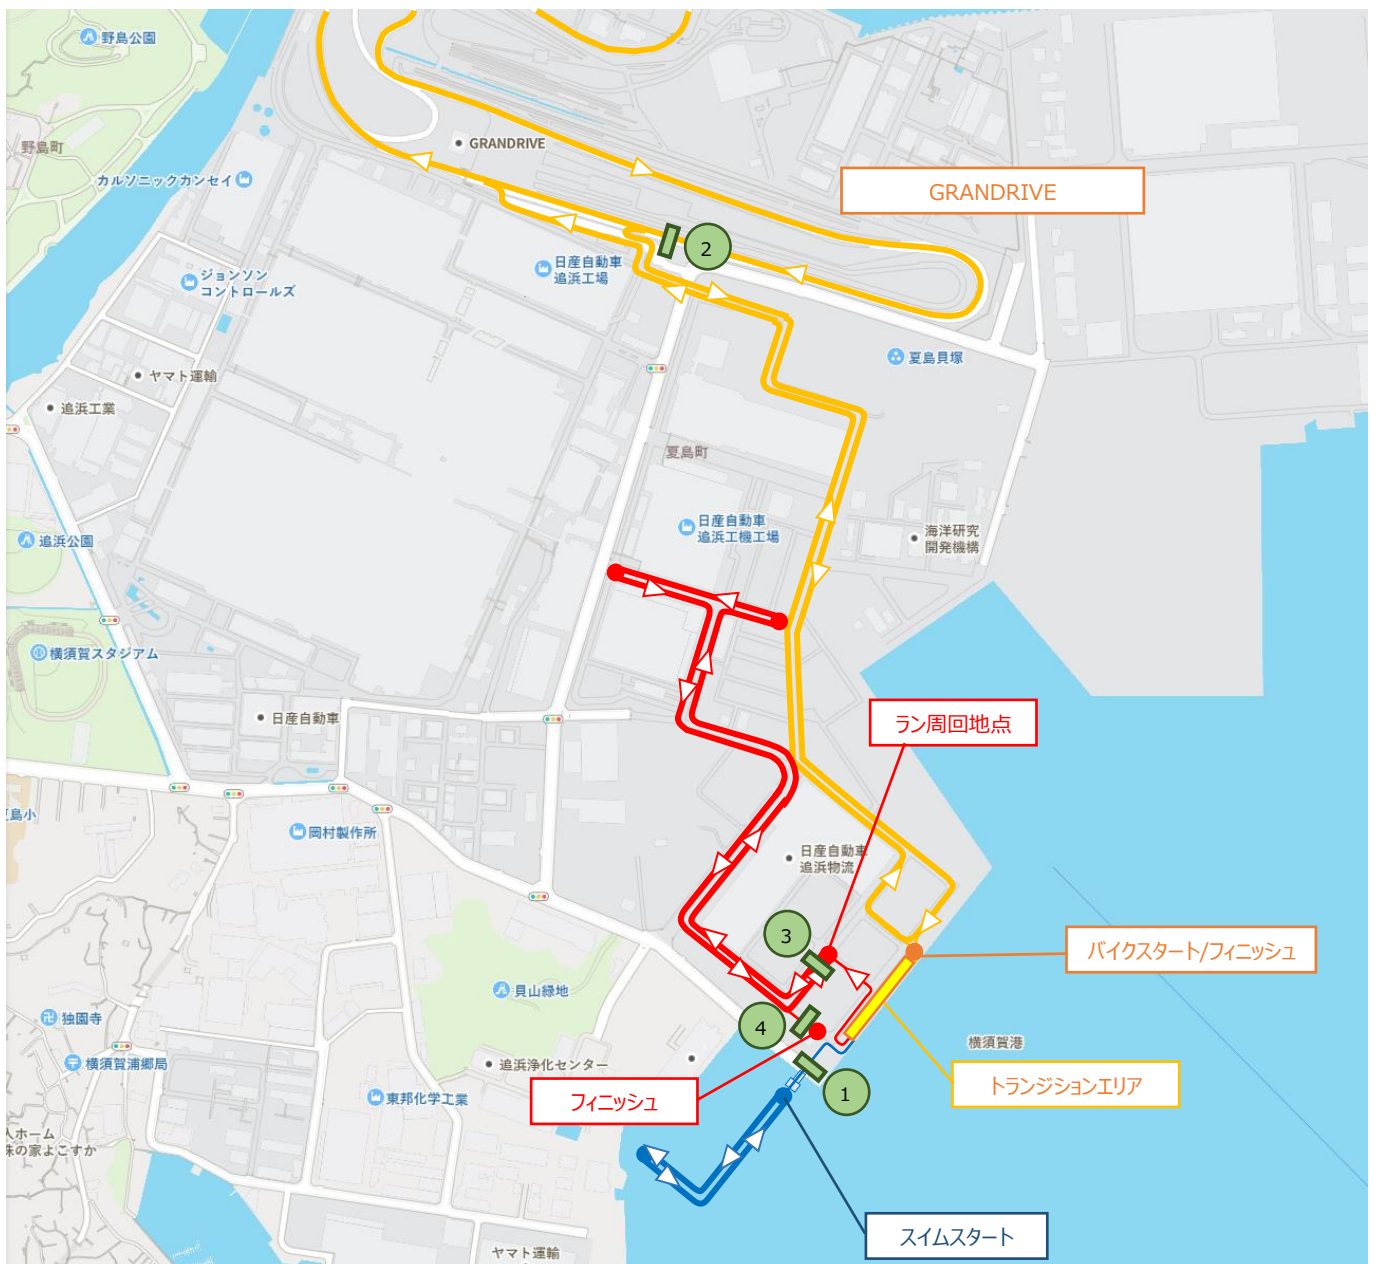 野島公園
野島町
GRANDRIVE
カルソニックカンセイ
GRANDRIVE
2
日産自動車
追浜工場
ジョンソン
コントロールズ
夏島貝塚
ヤマト運輸
追浜工業
夏島町
日産自動車
追浜工機工場
海洋研究
開発機構
追浜公園
横須賀スタジアム
日産自動車
ラン周回地点
夏島小
岡村製作所
日産自動車
追浜物流
3
バイクスタート/フィニッシュ
貝山緑地
独園寺
4
横須賀港
横須賀浦郷局
追浜浄化センター
トランジションエリア
1
東邦化学工業
フィニッシュ
人ホーム
珠の家よこすか
スイムスタート
ヤマト運輸